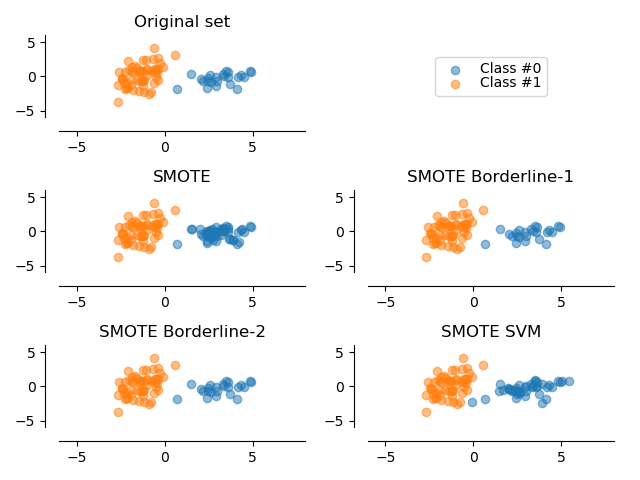 Original set
5
0
−5
−5 0 5
Class #0
Class #1
SMOTE
5
0
−5
−5 0 5
SMOTE Borderline-1
5
0
−5
−5 0 5
SMOTE Borderline-2
5
0
−5
−5 0 5
SMOTE SVM
5
0
−5
−5 0 5